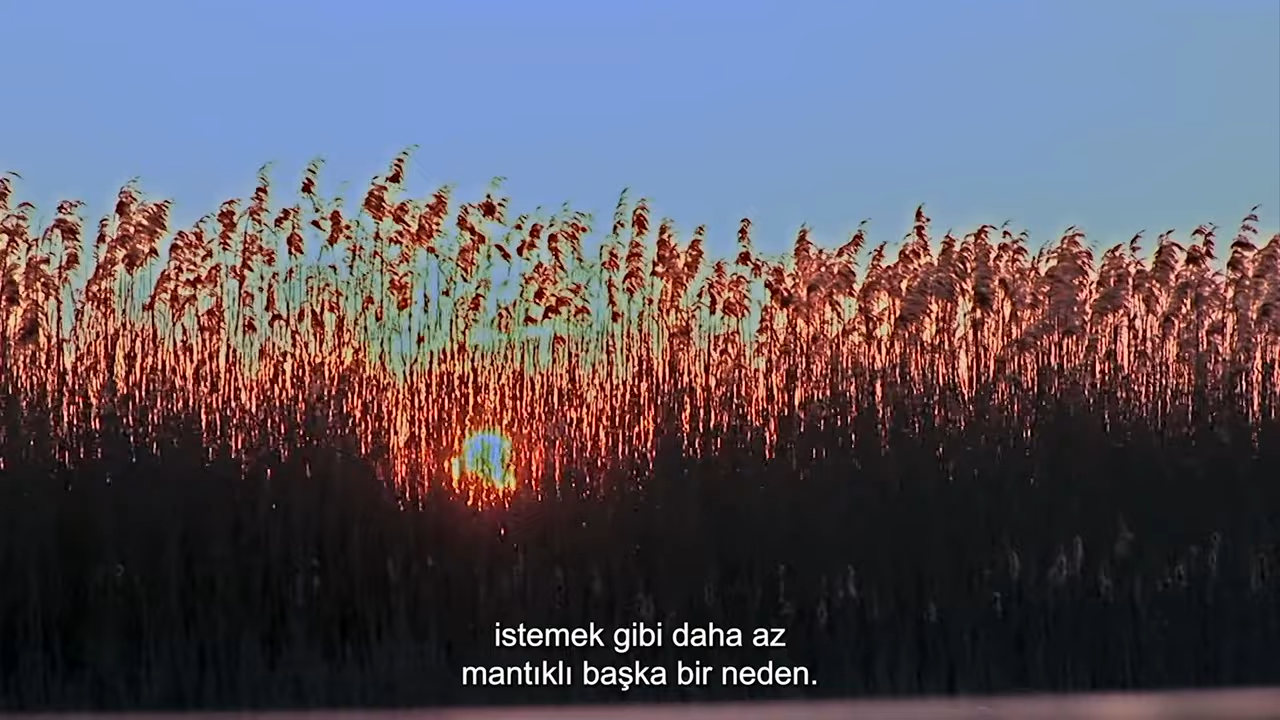 istemek gibi daha az
mantıklı başka bir neden.